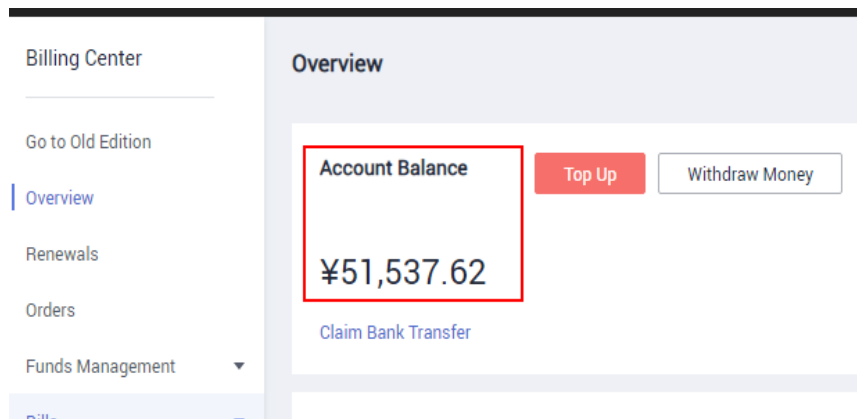 Billing Center
Go to Old Edition
Overview
Renewals
Orders
Funds Management
Bills
Overview
Account Balance
Top Up
Withdraw Money
¥51,537.62
Claim Bank Transfer